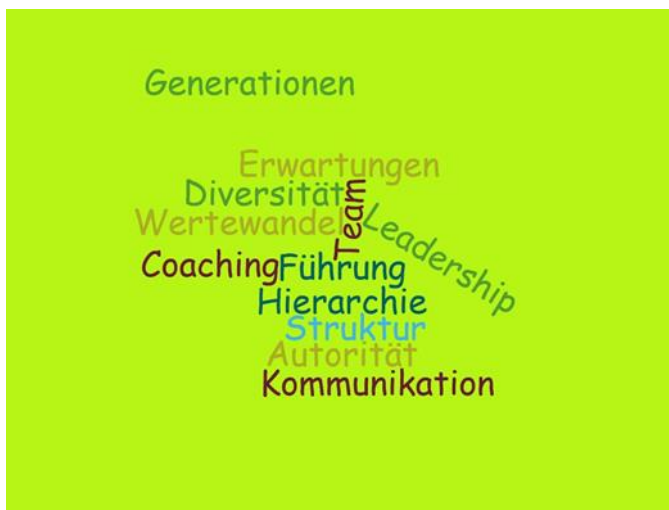 Generationen
Erwartungen
Diversität
Team
Wertewandel
Leadership
Coaching
Führung
Hierarchie
Struktur
Autorität
Kommunikation